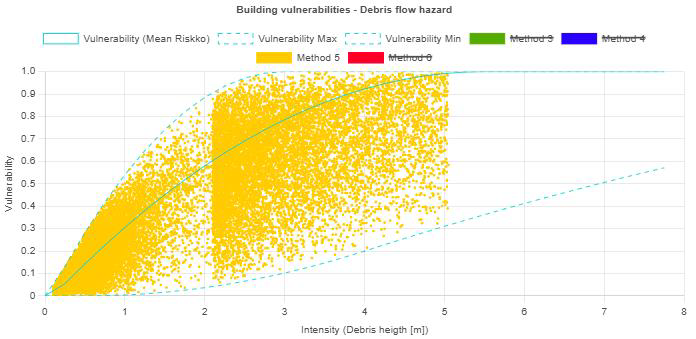 Building vulnerabilities - Debris flow hazard
Vulnerability (Mean Riskko) Vulnerability Max Vulnerability Min Method 3 Method 4
Method 5 Method 6
1.0
0.9
0.8
0.7
0.6
0.5
0.4
0.3
0.2
0.1
0
Vulnerability
0 1 2 3 4 5 6 7 8
Intensity (Debris heigth [m])